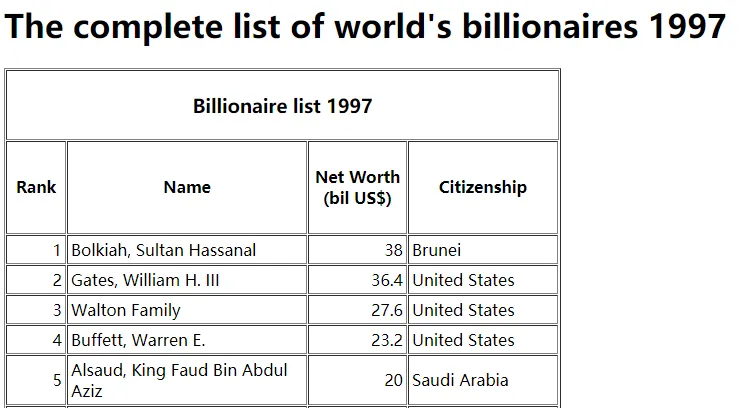 The complete list of world's billionaires 1997
Billionaire list 1997
Rank Name Net Worth (bil US$) Citizenship
1 Bolkiah, Sultan Hassanal 38 Brunei
2 Gates, William H. III 36.4 United States
3 Walton Family 27.6 United States
4 Buffett, Warren E. 23.2 United States
5 Alsaud, King Faud Bin Abdul Aziz 20 Saudi Arabia